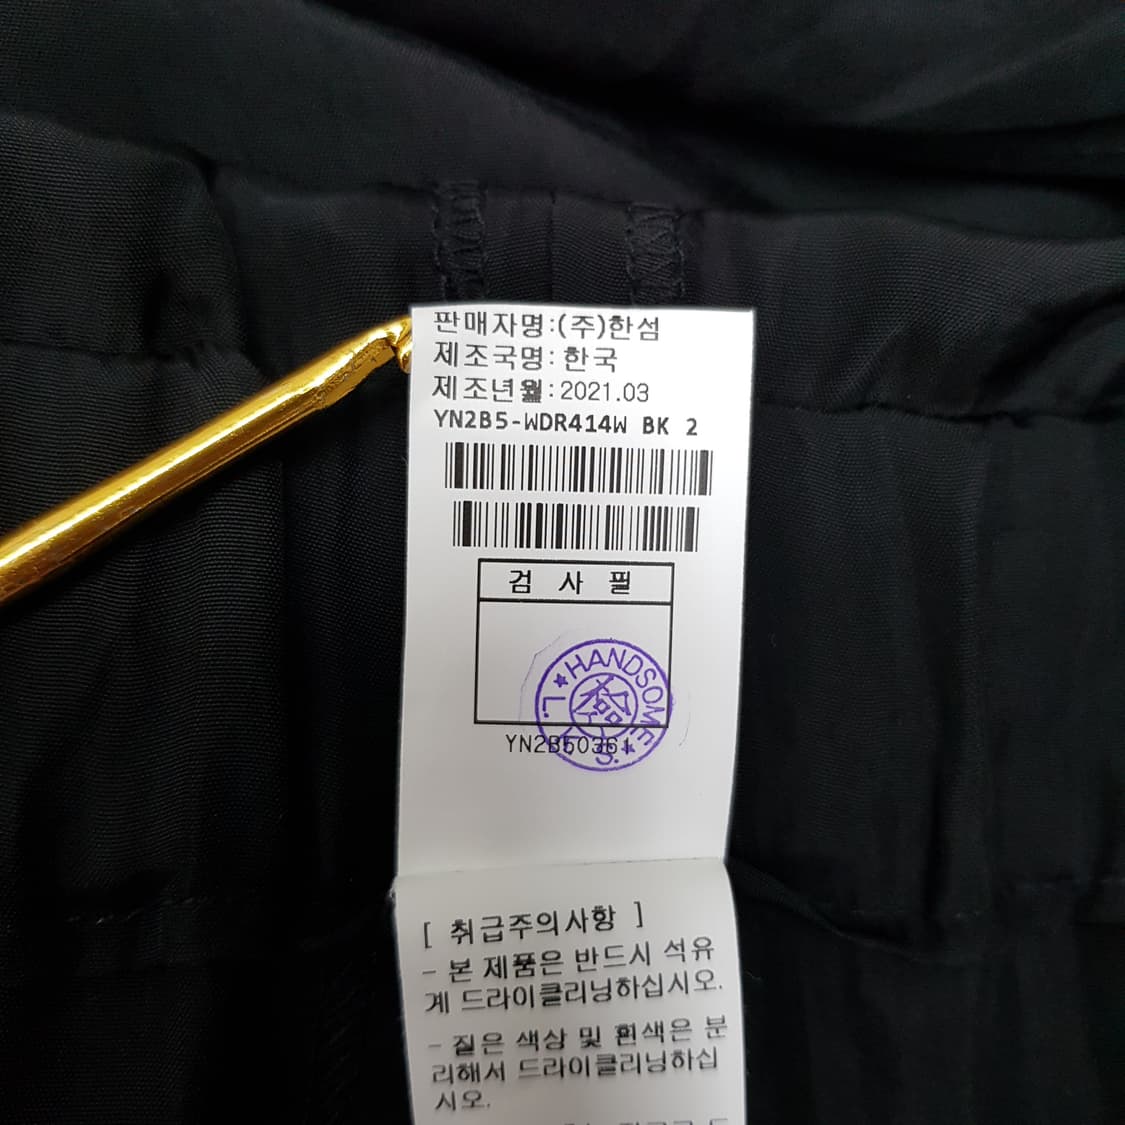 판매자명:(주)한섬
제조국명: 한국
제조년월:2021.03
YN2B5-WDR414W BK 2
검 사 필
★HANDSOME★
檢
L.T.S.
YN2B50361
[ 취급주의사항 ]
- 본 제품은 반드시 석유
계 드라이클리닝하십시오.
- 짙은 색상 및 흰색은 분
리해서 드라이클리닝하십
시오.